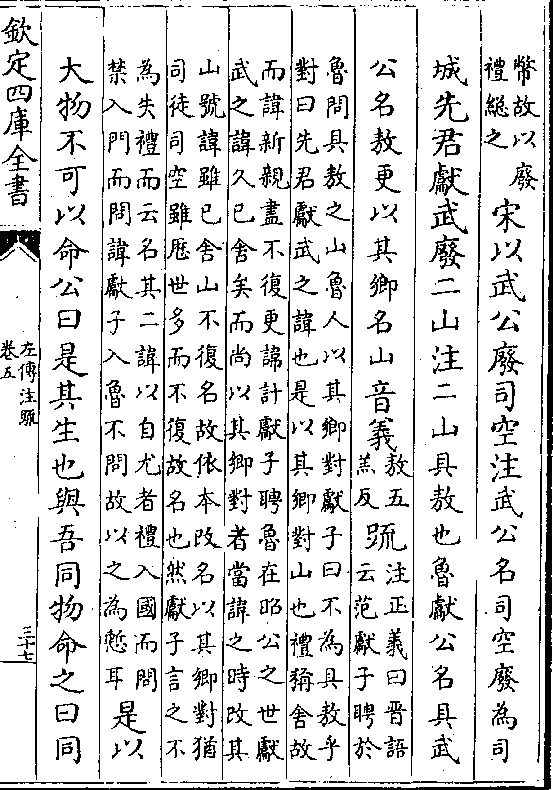 幣故以廢
禮總之
宋以武公廢司空注武公名司空廢為司
城先君獻武廢二山注二山具敖也魯獻公名具武
公名敖更以其鄉名山音義
敖五
羔反
疏
注正義曰晉語
云范獻子聘於
魯問具敖之山魯人以其鄉對獻子曰不為具敖乎
對曰先君獻武之諱也是以其鄉對山也禮稱舍故
而諱新親盡不復更諱計獻子聘魯在昭公之世獻
武之諱久已舍矣而尚以其鄉對者當諱之時改其
山號諱雖已舍山不復名故依本改名以其鄉對猶
司徒司空雖歴世多而不復故名也然獻子言之不
為失禮而云名其二諱以自尤者禮入國而問
禁入門而問諱獻子入魯不問故以之為慙耳
是以
大物不可以命公曰是其生也與吾同物命之曰同
欽定四庫全書
左傳注疏
卷五
三十七